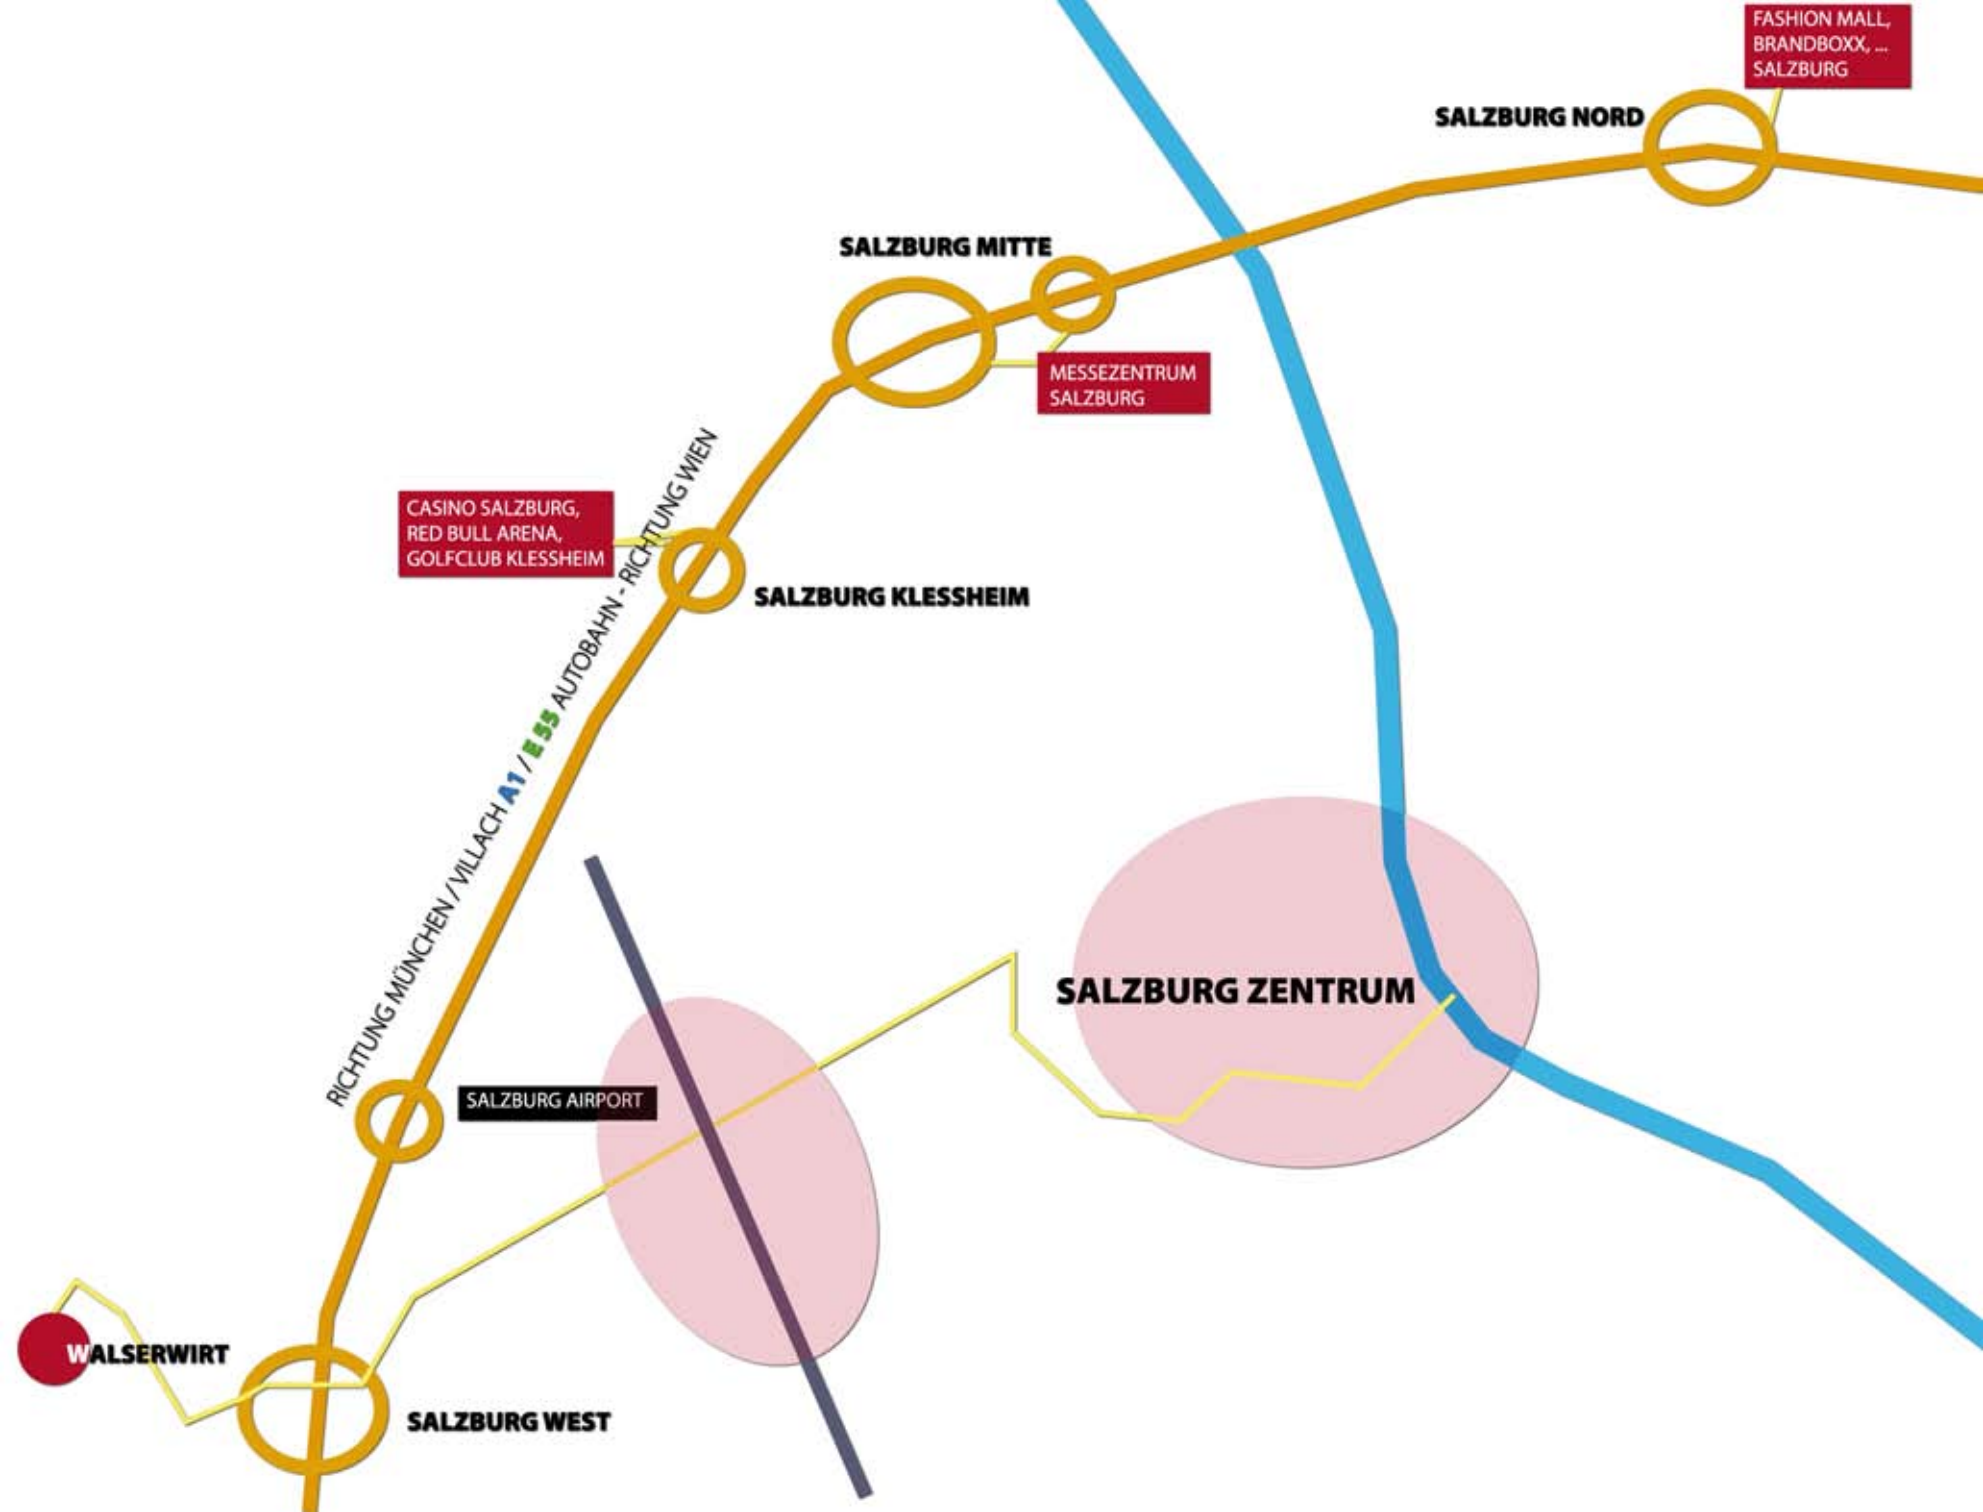 FASHION MALL,
BRANDBOXX, ...
SALZBURG
SALZBURG NORD
SALZBURG MITTE
MESSEZENTRUM
SALZBURG
CASINO SALZBURG,
RED BULL ARENA,
GOLFCLUB KLESSHEIM
SALZBURG KLESSHEIM
RICHTUNG MÜNCHEN / VILLACH A1 / E 55 AUTOBAHN - RICHTUNG WIEN
SALZBURG ZENTRUM
SALZBURG AIRPORT
WALSERWIRT
SALZBURG WEST